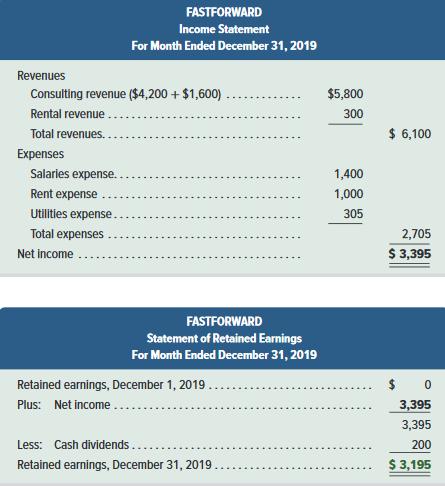 FASTFORWARD
Income Statement
For Month Ended December 31, 2019
Revenues
Consulting revenue ($4,200 + $1,600) . . . . . . . . . . . . $5,800
Rental revenue . . . . . . . . . . . . . . . . . . . . . . . . . . . . . . 300
Total revenues. . . . . . . . . . . . . . . . . . . . . . . . . . . . . . $ 6,100
Expenses
Salaries expense. . . . . . . . . . . . . . . . . . . . . . . . . . . . 1,400
Rent expense . . . . . . . . . . . . . . . . . . . . . . . . . . . . . . 1,000
Utilities expense . . . . . . . . . . . . . . . . . . . . . . . . . . . . 305
Total expenses . . . . . . . . . . . . . . . . . . . . . . . . . . . . . 2,705
Net income . . . . . . . . . . . . . . . . . . . . . . . . . . . . . . . . . $ 3,395
FASTFORWARD
Statement of Retained Earnings
For Month Ended December 31, 2019
Retained earnings, December 1, 2019 . . . . . . . . . . . . . . . . . . . . . . . . . $ 0
Plus: Net income . . . . . . . . . . . . . . . . . . . . . . . . . . . . . . . . . . . . . . 3,395
3,395
Less: Cash dividends . . . . . . . . . . . . . . . . . . . . . . . . . . . . . . . . . . . 200
Retained earnings, December 31, 2019 . . . . . . . . . . . . . . . . . . . . . . . . $ 3,195